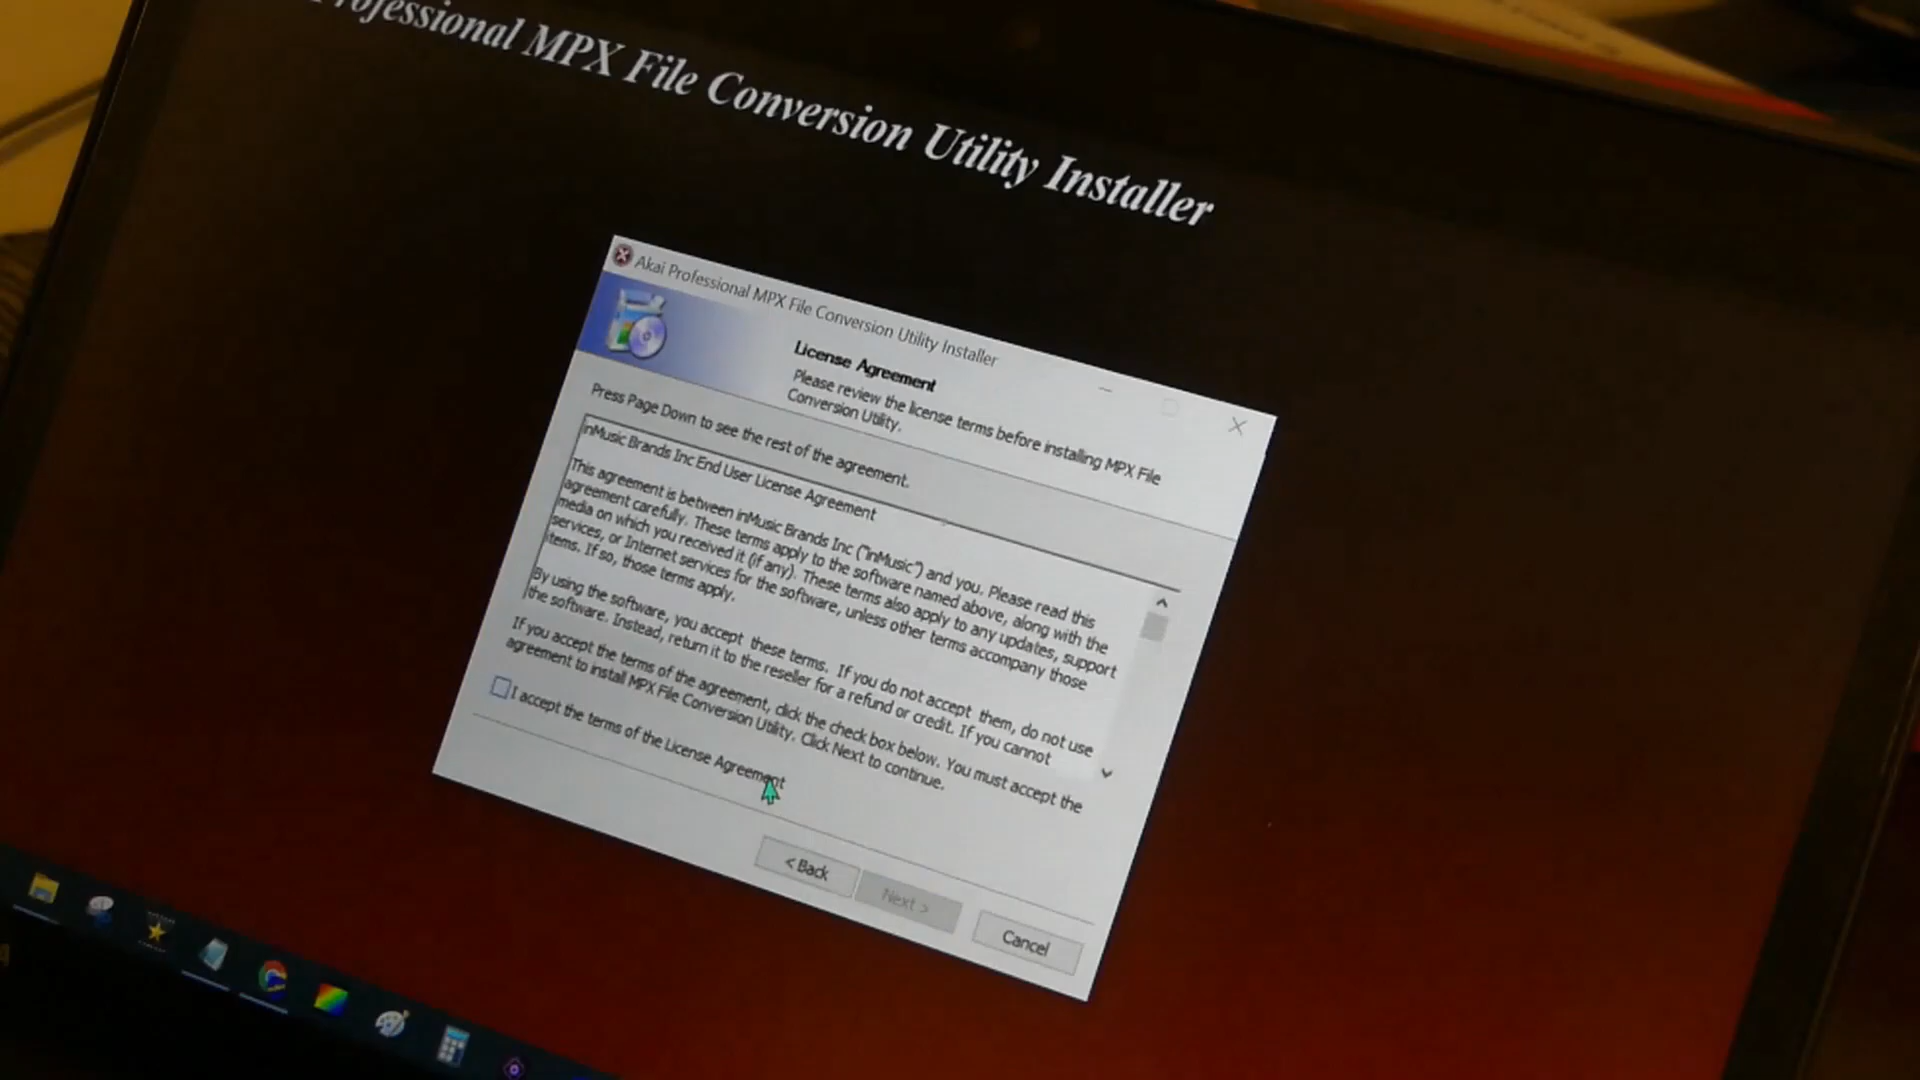 Professional MPX File Conversion Utility Installer
Akai Professional MPX File Conversion Utility Installer
License Agreement
Please review the license terms before installing MPX File
Conversion Utility.
Press Page Down to see the rest of the agreement.
inMusic Brands Inc End User License Agreement
This agreement is between inMusic Brands Inc ("inMusic") and you. Please read this
agreement carefully. These terms apply to the software named above, along with the
media on which you received it (if any). These terms also apply to any updates, support
services, or Internet services for the software, unless other terms accompany those
items. If so, those terms apply.
By using the software, you accept these terms. If you do not accept them, do not use
the software. Instead, return it to the reseller for a refund or credit. If you cannot
If you accept the terms of the agreement, click the check box below. You must accept the
agreement to install MPX File Conversion Utility. Click Next to continue.
I accept the terms of the License Agreement
< Back
Next >
Cancel